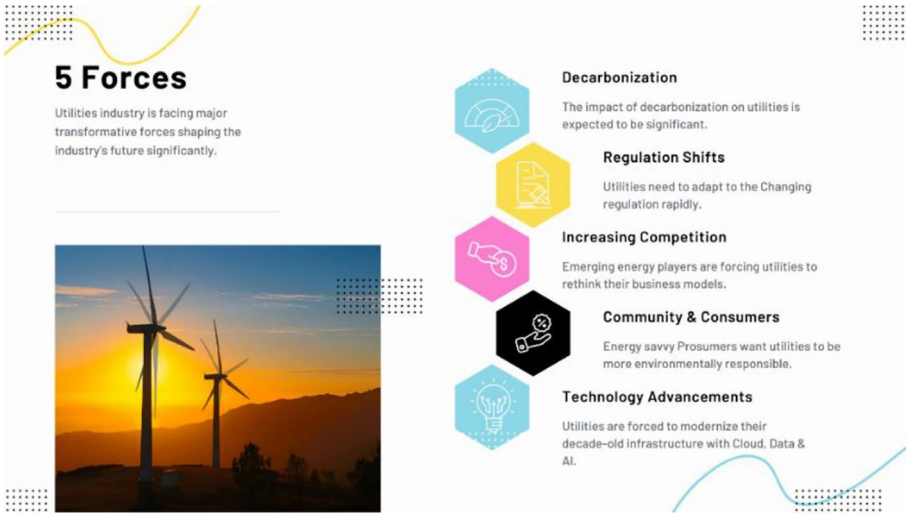 5 Forces
Utilities industry is facing major
transformative forces shaping the
industry's future significantly.
Decarbonization
The impact of decarbonization on utilities is
expected to be significant.
Regulation Shifts
Utilities need to adapt to the Changing
regulation rapidly.
Increasing Competition
Emerging energy players are forcing utilities to
rethink their business models.
Community & Consumers
Energy savvy Prosumers want utilities to be
more environmentally responsible.
Technology Advancements
Utilities are forced to modernize their
decade-old infrastructure with Cloud, Data &
AI.